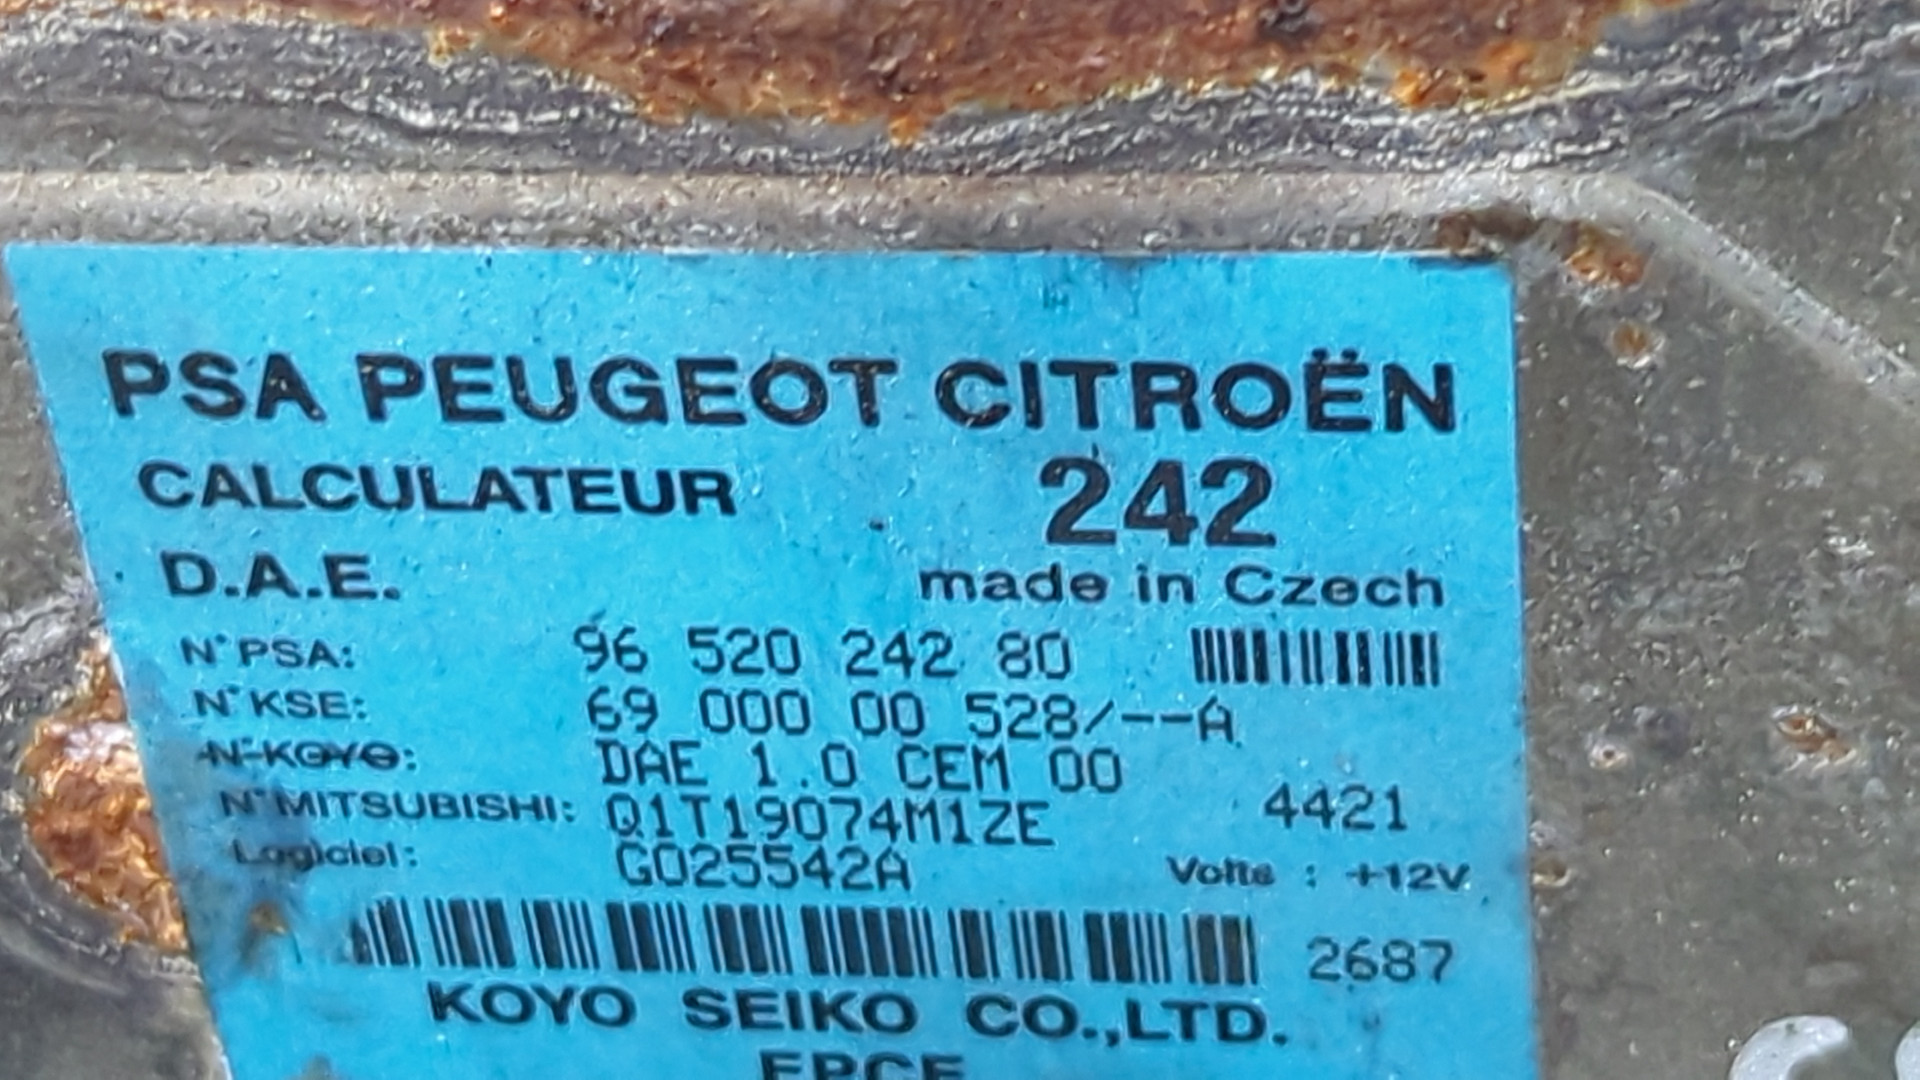 PSA PEUGEOT CITROËN
CALCULATEUR 242
D.A.E. made in Czech
N° PSA: 96 520 242 80
N° KSE: 69 000 00 528/--A
N° KOYO: DAE 1.0 CEM 00
N° MITSUBISHI: Q1T19074M1ZE 4421
Logiciel: G025542A Volts : +12V
2687
KOYO SEIKO CO.,LTD.
EPCE